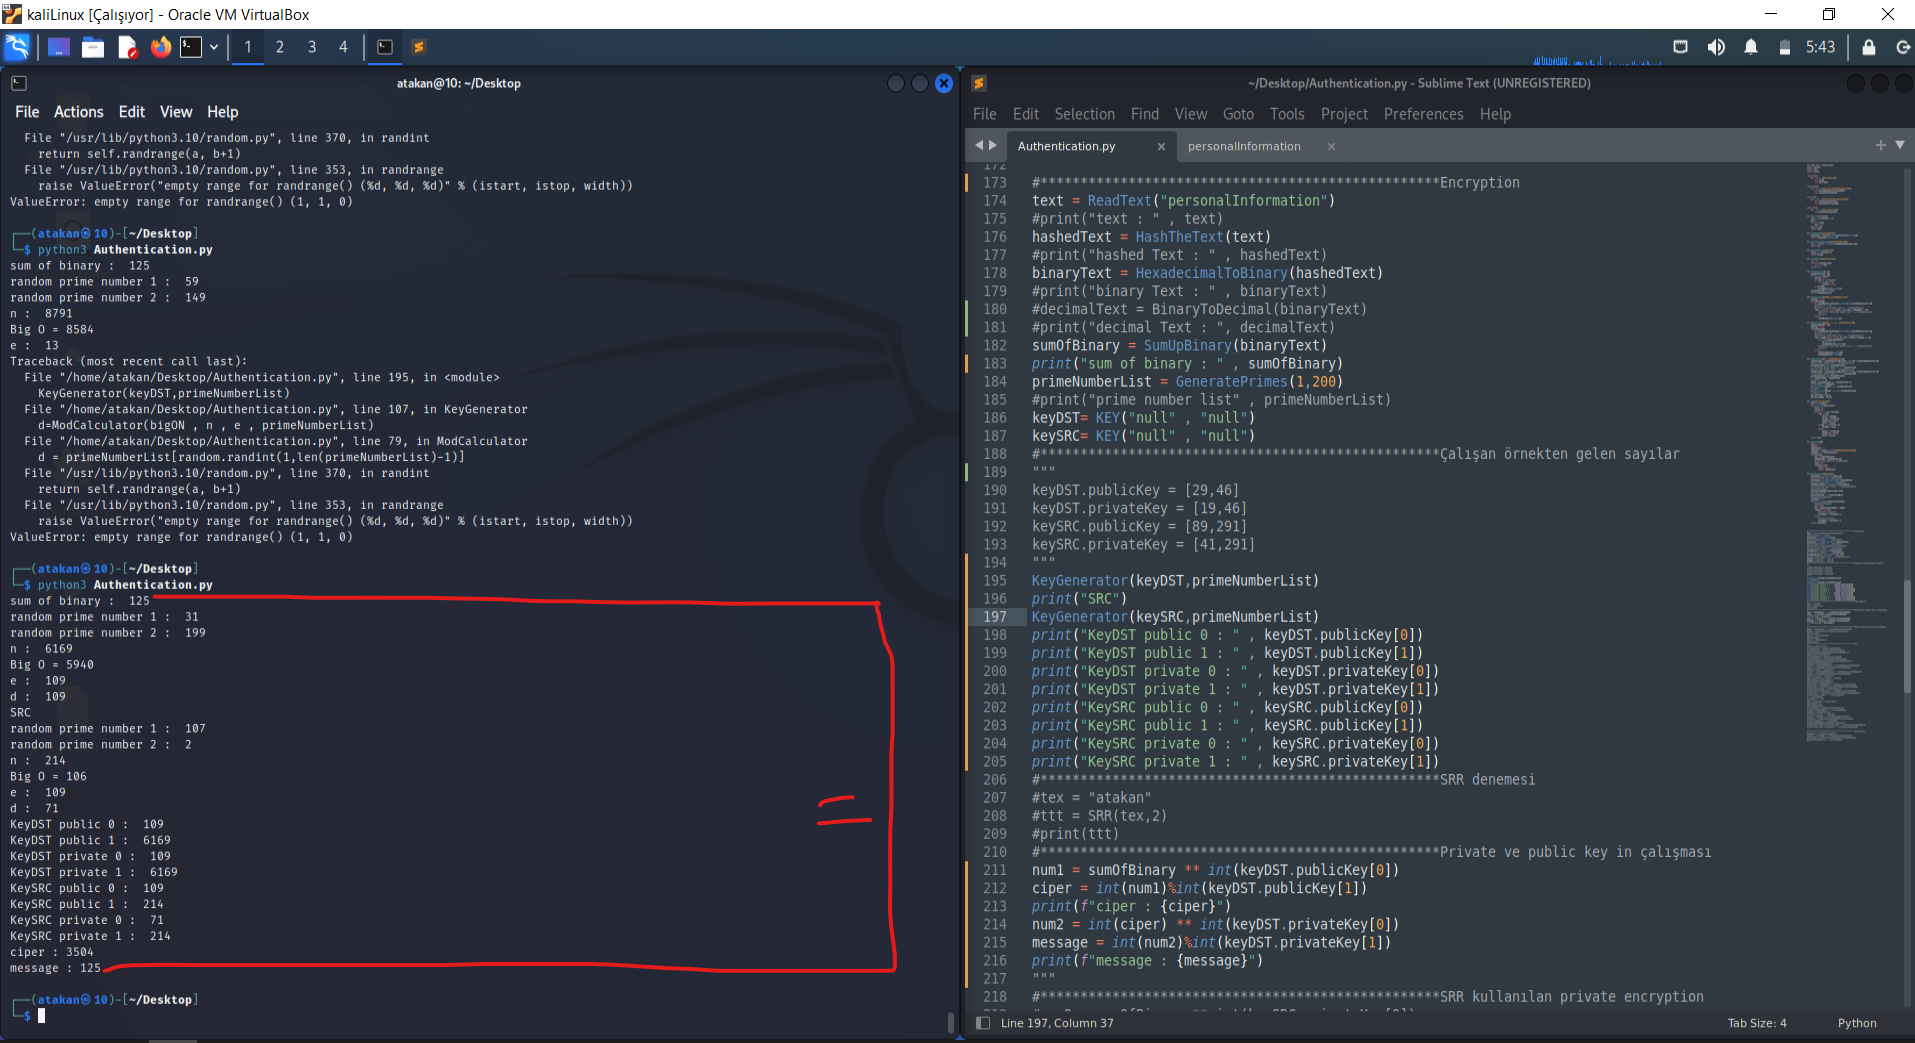 kaliLinux [Çalışıyor] - Oracle VM VirtualBox
1 2 3 4 5:43
atakan@10: ~/Desktop
File Actions Edit View Help
File "/usr/lib/python3.10/random.py", line 370, in randint
return self.randrange(a, b+1)
File "/usr/lib/python3.10/random.py", line 353, in randrange
raise ValueError("empty range for randrange() (%d, %d, %d)" % (istart, istop, width))
ValueError: empty range for randrange() (1, 1, 0)
┌──(atakan㉿10)-[~/Desktop]
└─$ python3 Authentication.py
sum of binary :  125
random prime number 1 :  59
random prime number 2 :  149
n :  8791
Big O = 8584
e :  13
Traceback (most recent call last):
File "/home/atakan/Desktop/Authentication.py", line 195, in <module>
KeyGenerator(keyDST,primeNumberList)
File "/home/atakan/Desktop/Authentication.py", line 107, in KeyGenerator
d=ModCalculator(bigON , n , e , primeNumberList)
File "/home/atakan/Desktop/Authentication.py", line 79, in ModCalculator
d = primeNumberList[random.randint(1,len(primeNumberList)-1)]
File "/usr/lib/python3.10/random.py", line 370, in randint
return self.randrange(a, b+1)
File "/usr/lib/python3.10/random.py", line 353, in randrange
raise ValueError("empty range for randrange() (%d, %d, %d)" % (istart, istop, width))
ValueError: empty range for randrange() (1, 1, 0)
┌──(atakan㉿10)-[~/Desktop]
└─$ python3 Authentication.py
sum of binary :  125
random prime number 1 :  31
random prime number 2 :  199
n :  6169
Big O = 5940
e :  109
d :  109
SRC
random prime number 1 :  107
random prime number 2 :  2
n :  214
Big O = 106
e :  109
d :  71
KeyDST public 0 :  109
KeyDST public 1 :  6169
KeyDST private 0 :  109
KeyDST private 1 :  6169
KeySRC public 0 :  109
KeySRC public 1 :  214
KeySRC private 0 :  71
KeySRC private 1 :  214
ciper : 3504
message : 125
┌──(atakan㉿10)-[~/Desktop]
└─$
~/Desktop/Authentication.py - Sublime Text (UNREGISTERED)
File Edit Selection Find View Goto Tools Project Preferences Help
Authentication.py × personalInformation ×
172
173 #*************************************************Encryption
174 text = ReadText("personalInformation")
175 #print("text : " , text)
176 hashedText = HashTheText(text)
177 #print("hashed Text : " , hashedText)
178 binaryText = HexadecimalToBinary(hashedText)
179 #print("binary Text : " , binaryText)
180 #decimalText = BinaryToDecimal(binaryText)
181 #print("decimal Text : ", decimalText)
182 sumOfBinary = SumUpBinary(binaryText)
183 print("sum of binary : " , sumOfBinary)
184 primeNumberList = GeneratePrimes(1,200)
185 #print("prime number list" , primeNumberList)
186 keyDST= KEY("null" , "null")
187 keySRC= KEY("null" , "null")
188 #*************************************************Çalışan örnekten gelen sayılar
189 """
190 keyDST.publicKey = [29,46]
191 keyDST.privateKey = [19,46]
192 keySRC.publicKey = [89,291]
193 keySRC.privateKey = [41,291]
194 """
195 KeyGenerator(keyDST,primeNumberList)
196 print("SRC")
197 KeyGenerator(keySRC,primeNumberList)
198 print("KeyDST public 0 : " , keyDST.publicKey[0])
199 print("KeyDST public 1 : " , keyDST.publicKey[1])
200 print("KeyDST private 0 : " , keyDST.privateKey[0])
201 print("KeyDST private 1 : " , keyDST.privateKey[1])
202 print("KeySRC public 0 : " , keySRC.publicKey[0])
203 print("KeySRC public 1 : " , keySRC.publicKey[1])
204 print("KeySRC private 0 : " , keySRC.privateKey[0])
205 print("KeySRC private 1 : " , keySRC.privateKey[1])
206 #*************************************************SRR denemesi
207 #tex = "atakan"
208 #ttt = SRR(tex,2)
209 #print(ttt)
210 #*************************************************Private ve public key in çalışması
211 num1 = sumOfBinary ** int(keyDST.publicKey[0])
212 ciper = int(num1)%int(keyDST.publicKey[1])
213 print(f"ciper : {ciper}")
214 num2 = int(ciper) ** int(keyDST.privateKey[0])
215 message = int(num2)%int(keyDST.privateKey[1])
216 print(f"message : {message}")
217 """
218 #*************************************************SRR kullanılan private encryption
Line 197, Column 37 Tab Size: 4 Python